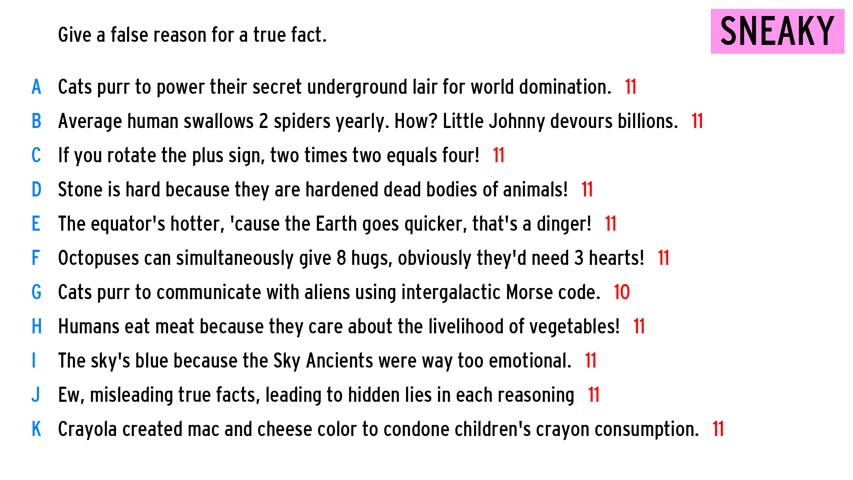 Give a false reason for a true fact.
SNEAKY
A Cats purr to power their secret underground lair for world domination. 11
B Average human swallows 2 spiders yearly. How? Little Johnny devours billions. 11
C If you rotate the plus sign, two times two equals four! 11
D Stone is hard because they are hardened dead bodies of animals! 11
E The equator's hotter, 'cause the Earth goes quicker, that's a dinger! 11
F Octopuses can simultaneously give 8 hugs, obviously they'd need 3 hearts! 11
G Cats purr to communicate with aliens using intergalactic Morse code. 10
H Humans eat meat because they care about the livelihood of vegetables! 11
I The sky's blue because the Sky Ancients were way too emotional. 11
J Ew, misleading true facts, leading to hidden lies in each reasoning 11
K Crayola created mac and cheese color to condone children's crayon consumption. 11